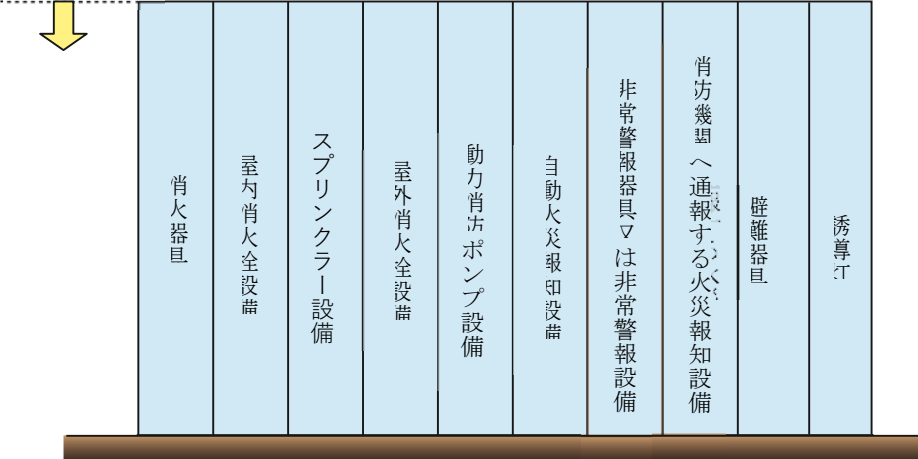 消火器具
屋内消火栓設備
スプリンクラー設備
屋外消火栓設備
動力消防ポンプ設備
自動火災報知設備
非常警報器具又は非常警報設備
消防機関へ通報する火災報知設備
避難器具
誘導灯